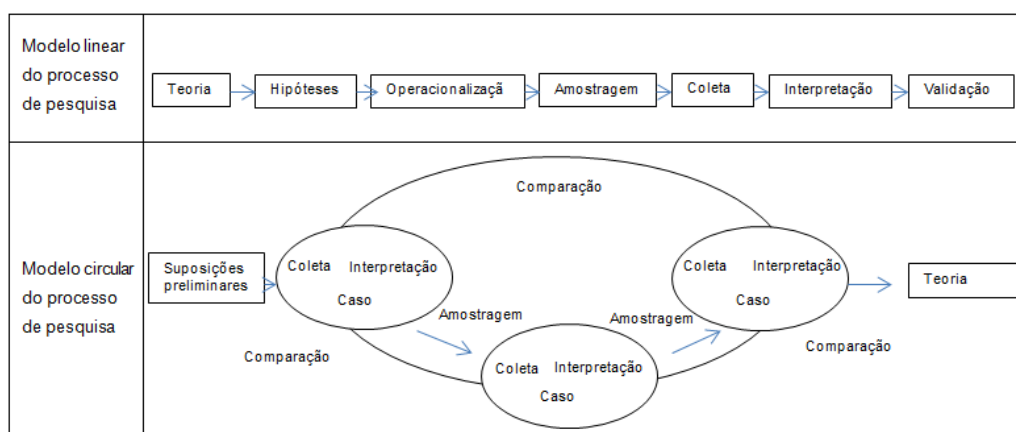 Modelo linear
do processo
de pesquisa
Teoria
Hipóteses
Operacionalizaçã
Amostragem
Coleta
Interpretação
Validação
Modelo circular
do processo
de pesquisa
Suposições
preliminares
Comparação
Coleta
Interpretação
Caso
Amostragem
Comparação
Coleta
Interpretação
Caso
Amostragem
Coleta
Interpretação
Caso
Comparação
Teoria